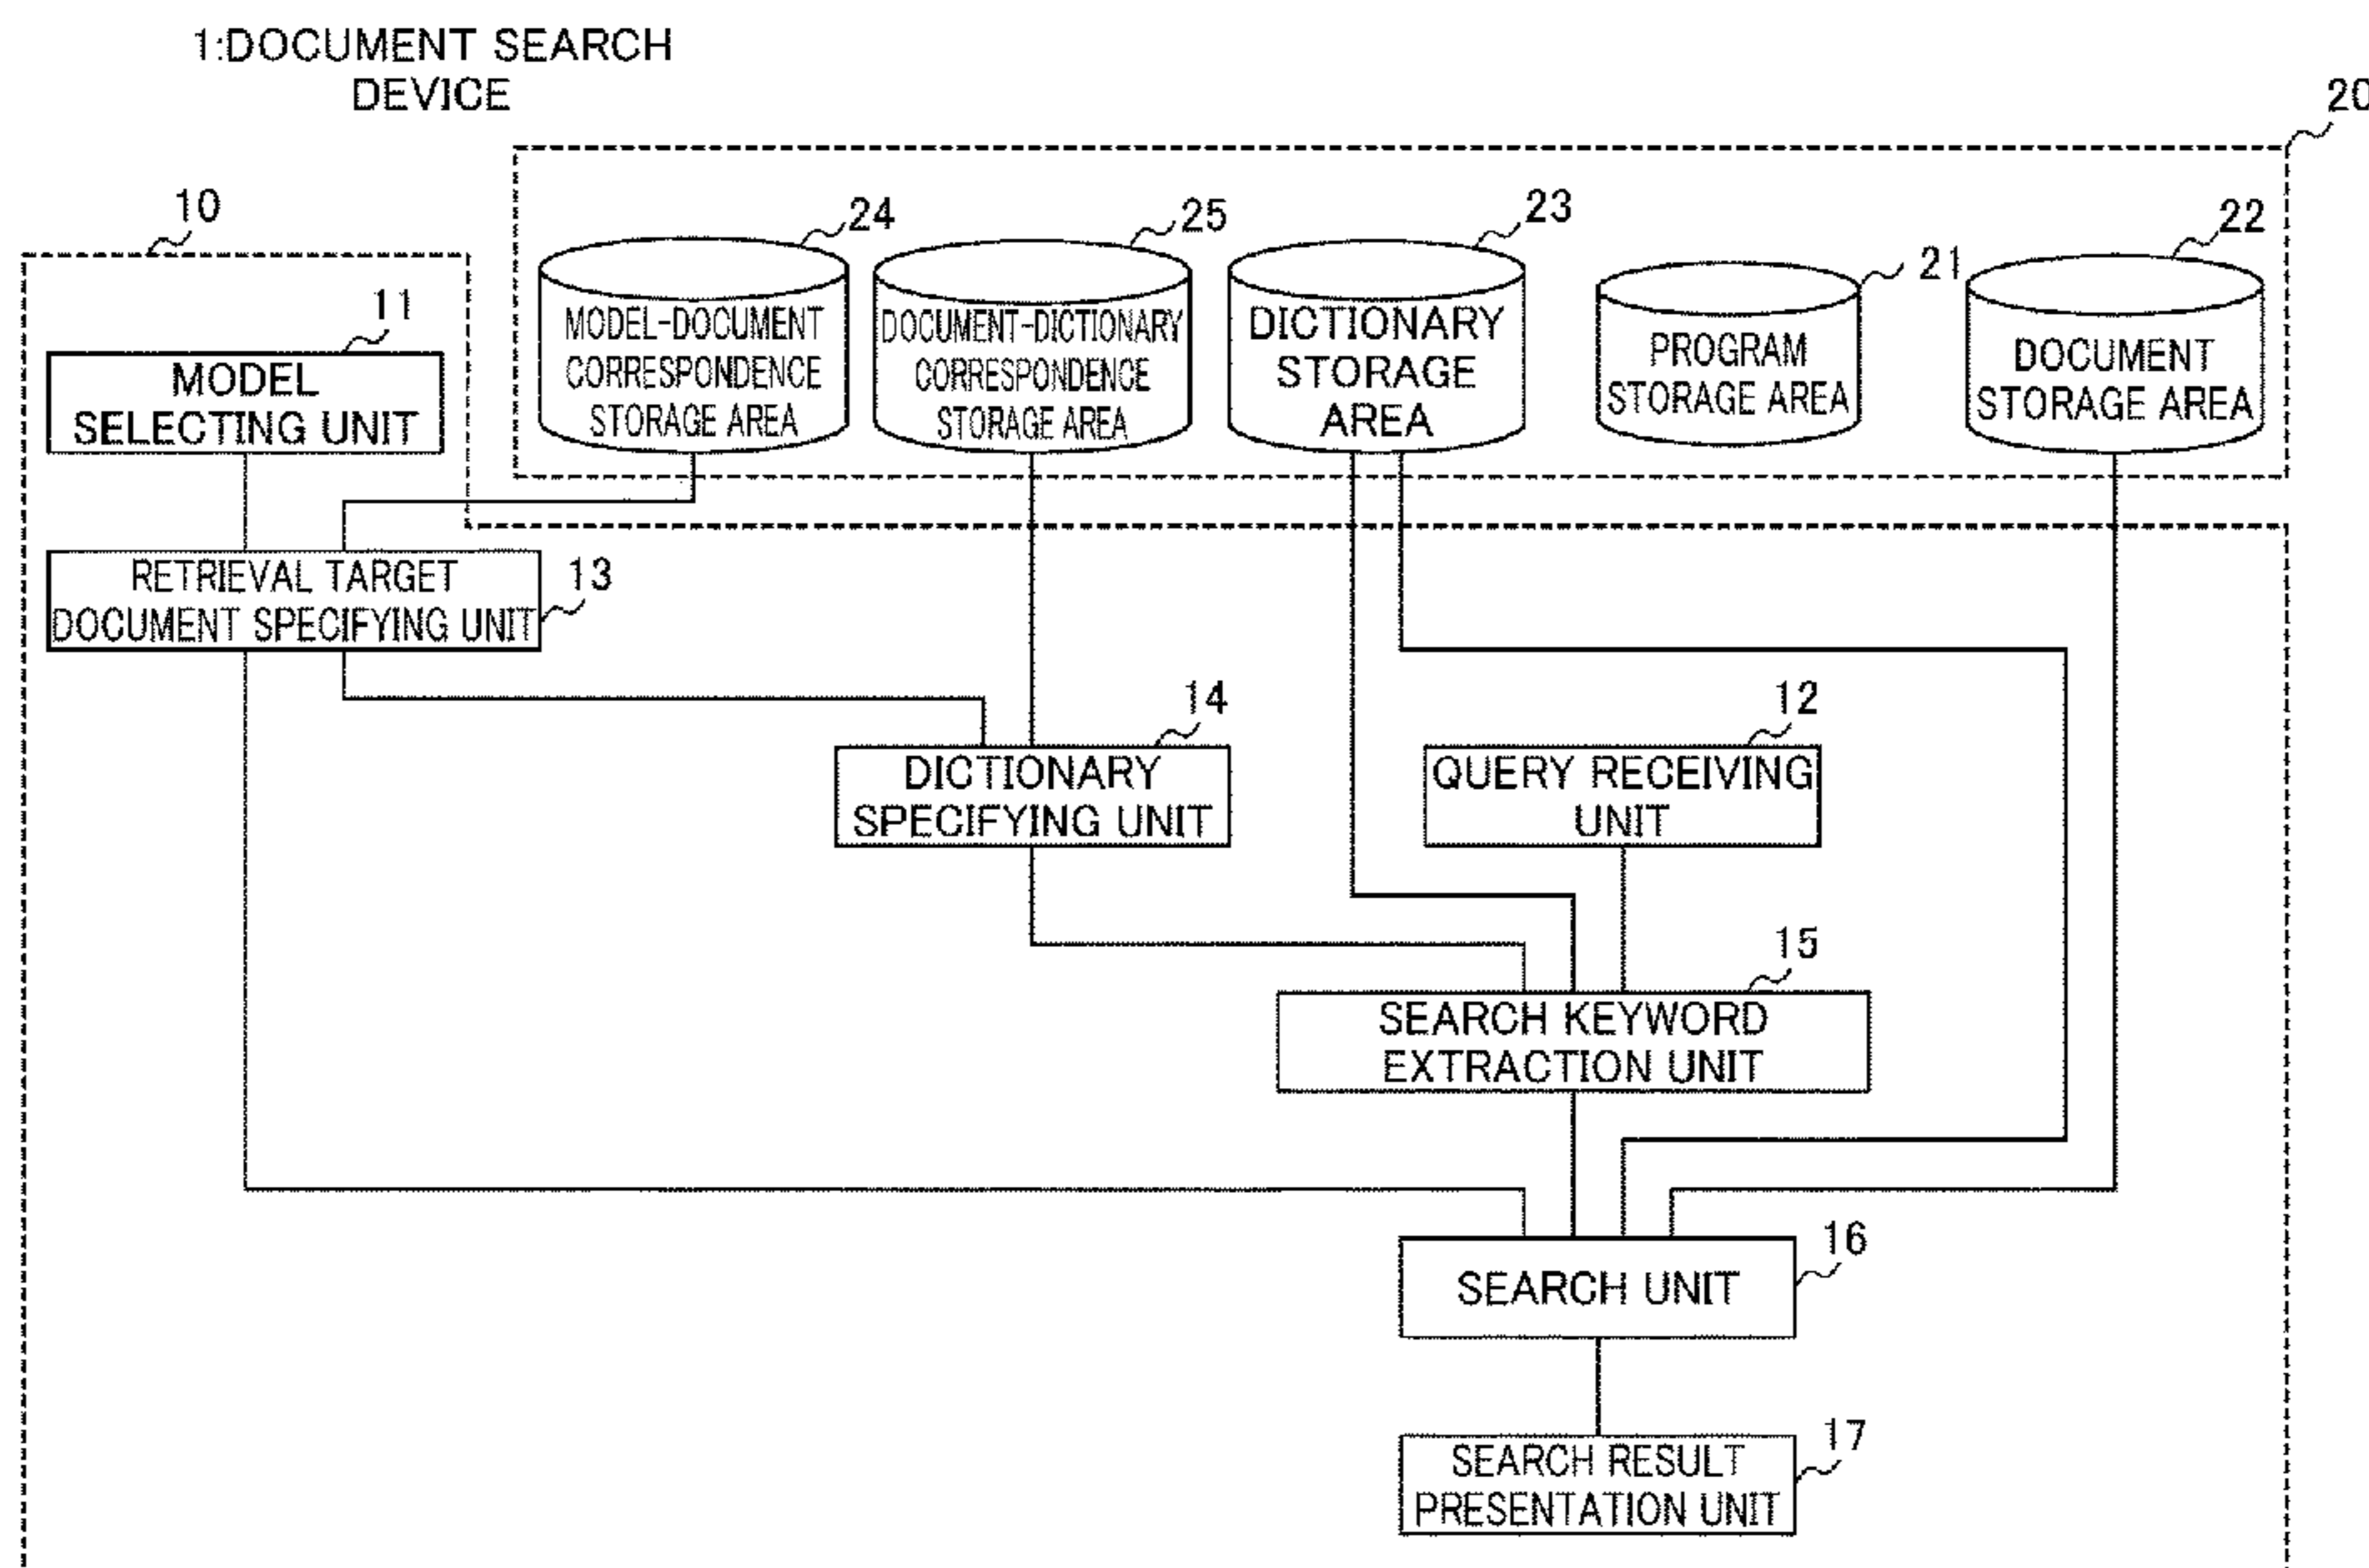 1:DOCUMENT SEARCH
DEVICE
20
10
24
25
23
21
22
11
MODEL-DOCUMENT
CORRESPONDENCE
STORAGE AREA
DOCUMENT-DICTIONARY
CORRESPONDENCE
STORAGE AREA
DICTIONARY
STORAGE
AREA
PROGRAM
STORAGE AREA
DOCUMENT
STORAGE AREA
MODEL
SELECTING UNIT
RETRIEVAL TARGET
DOCUMENT SPECIFYING UNIT
13
14
12
DICTIONARY
SPECIFYING UNIT
QUERY RECEIVING
UNIT
15
SEARCH KEYWORD
EXTRACTION UNIT
16
SEARCH UNIT
17
SEARCH RESULT
PRESENTATION UNIT